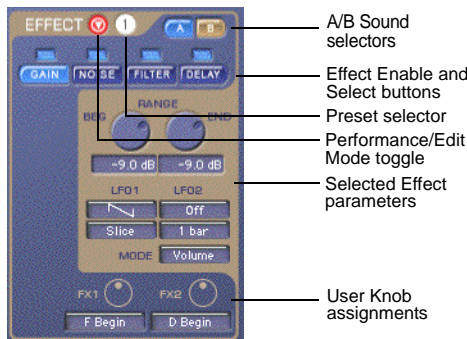 EFFECT 1 A B
A/B Sound
selectors
GAIN NOISE FILTER DELAY
Effect Enable and
Select buttons
RANGE
BEG END
Preset selector
Performance/Edit
Mode toggle
-9.0 dB -9.0 dB
Selected Effect
parameters
LFO1 LFO2
Off
Slice 1 bar
MODE Volume
FX1 FX2
User Knob
assignments
F Begin D Begin